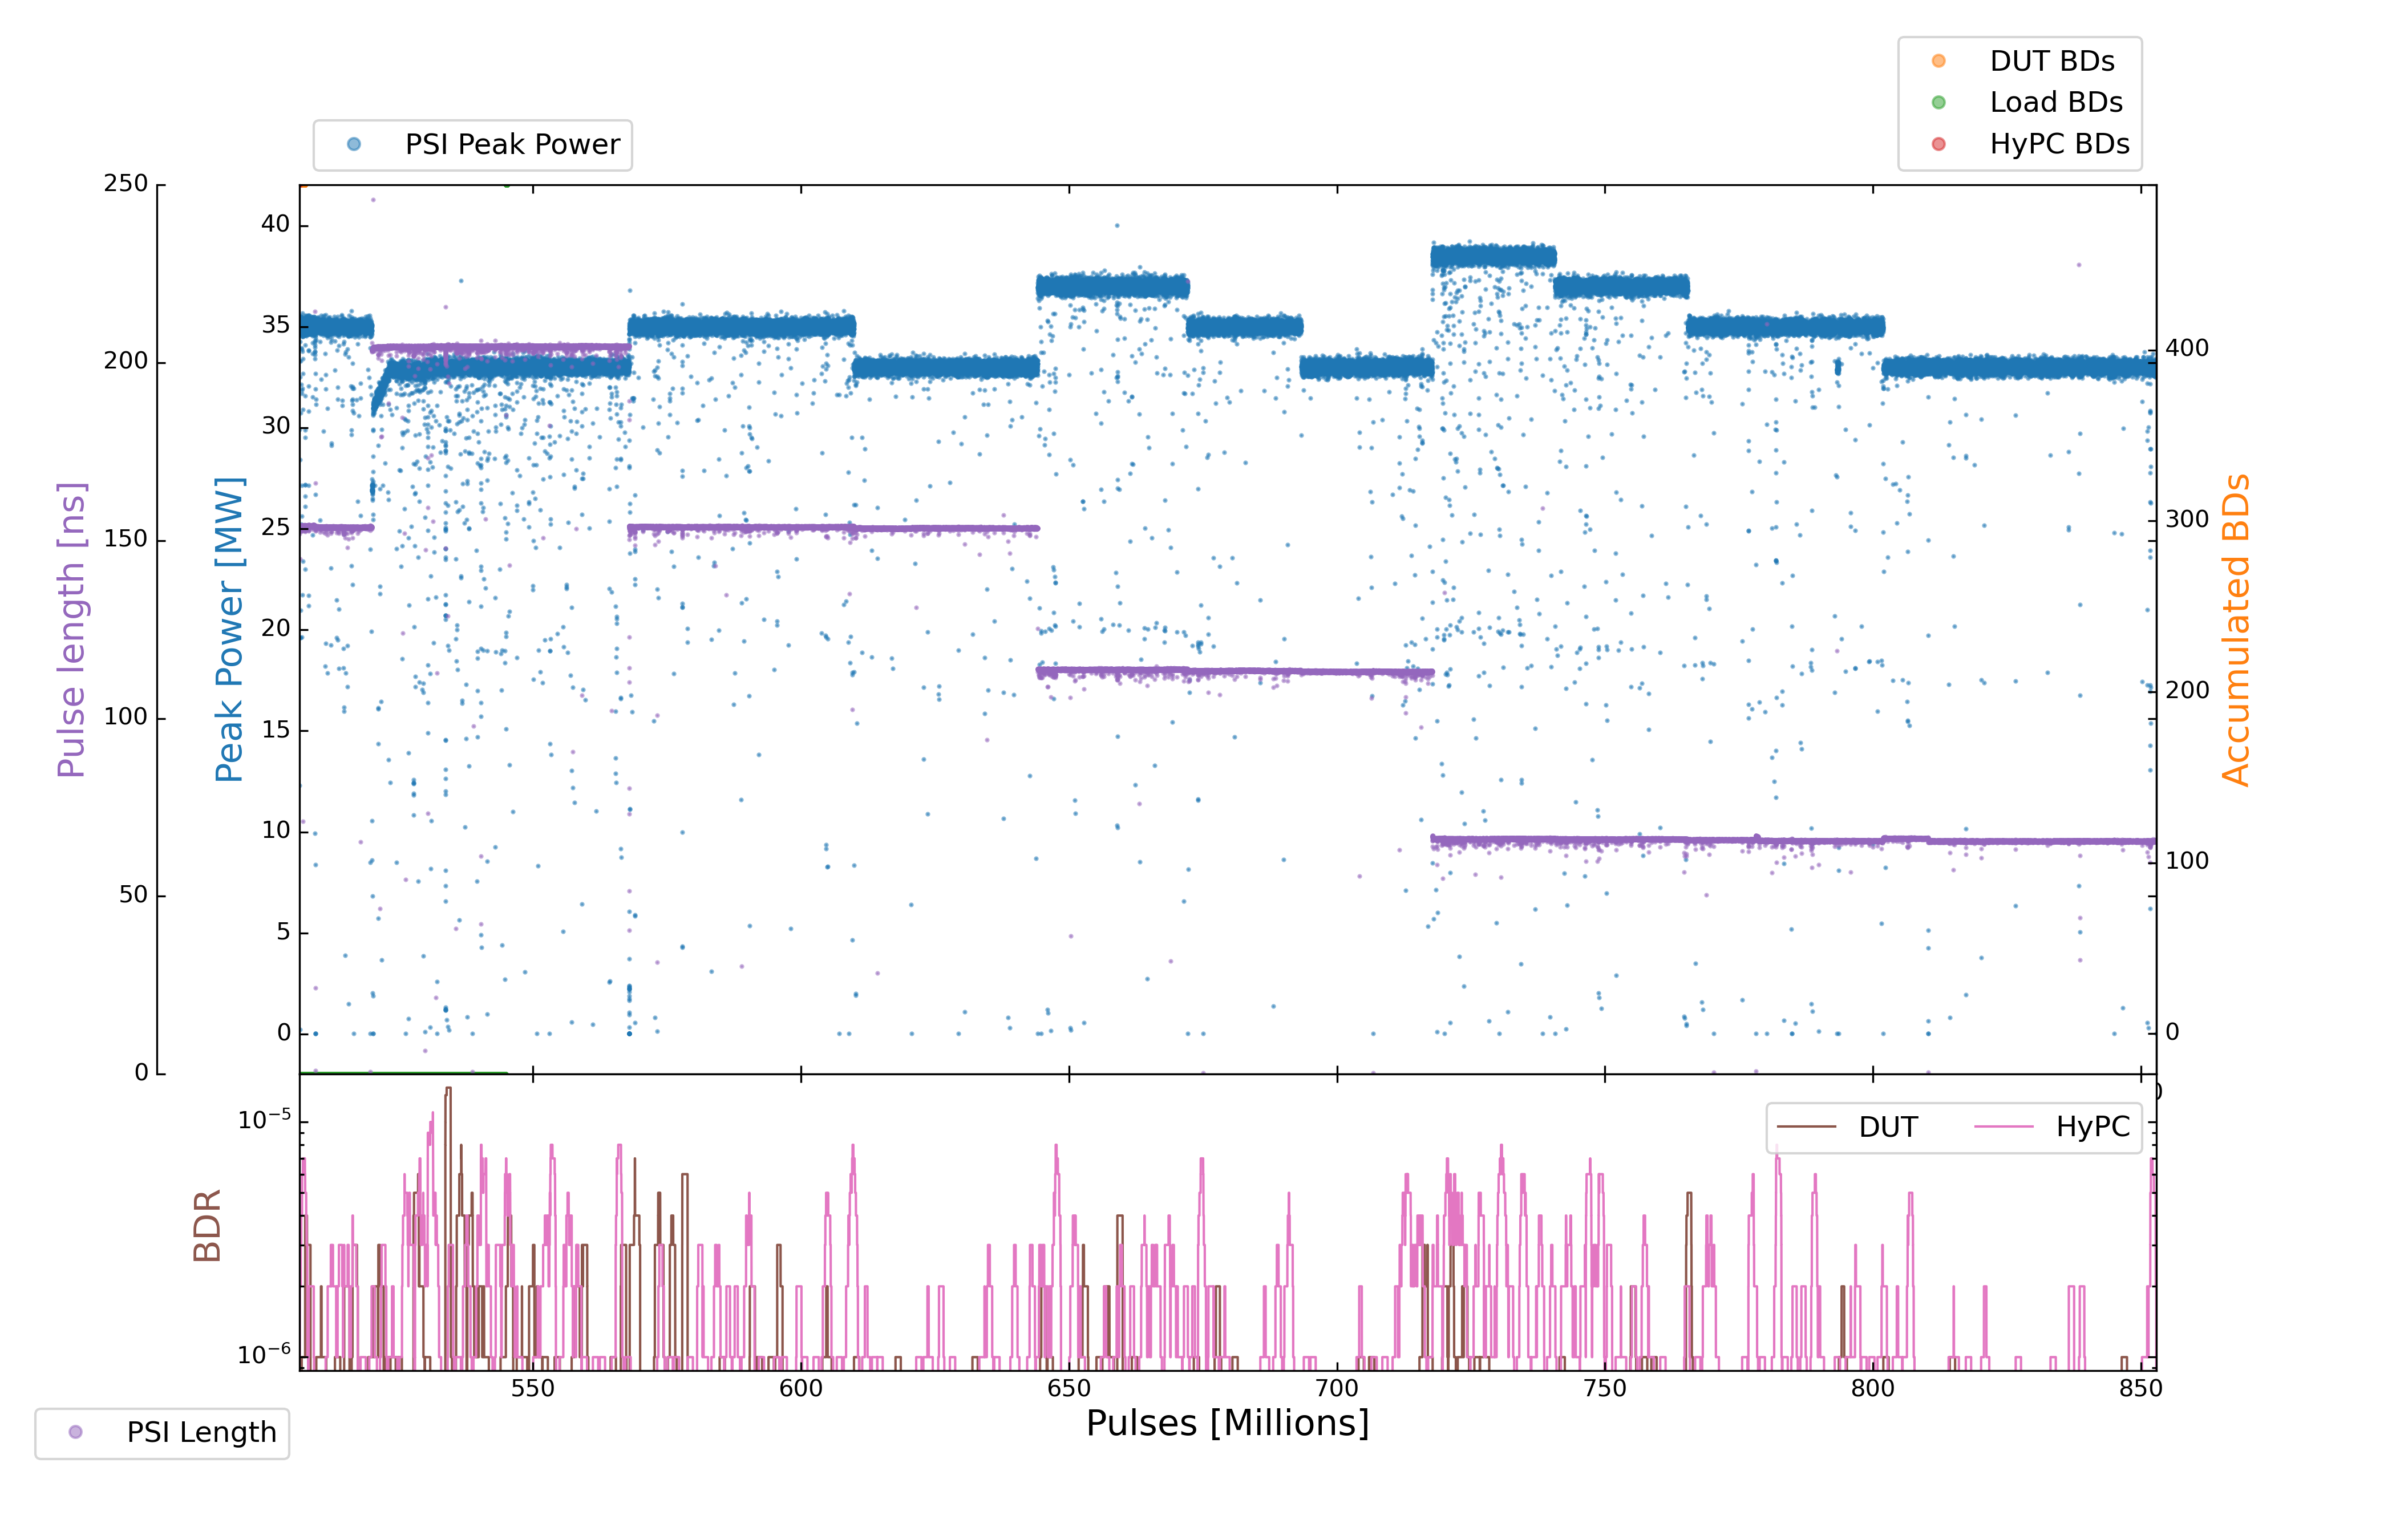 DUT BDs
Load BDs
HyPC BDs
PSI Peak Power
250
200
150
100
50
0
Pulse length [ns]
40
35
30
25
20
15
10
5
0
Peak Power [MW]
400
300
200
100
0
Accumulated BDs
10⁻⁵
10⁻⁶
BDR
DUT
HyPC
550
600
650
700
750
800
850
Pulses [Millions]
PSI Length